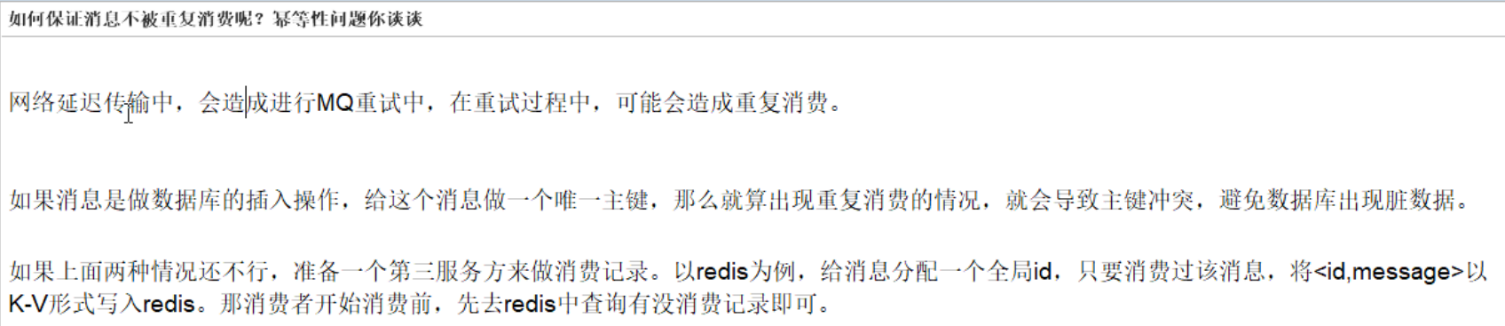 如何保证消息不被重复消费呢？幂等性问题你谈谈
网络延迟传输中，会造成进行MQ重试中，在重试过程中，可能会造成重复消费。
如果消息是做数据库的插入操作，给这个消息做一个唯一主键，那么就算出现重复消费的情况，就会导致主键冲突，避免数据库出现脏数据。
如果上面两种情况还不行，准备一个第三服务方来做消费记录。以redis为例，给消息分配一个全局id，只要消费过该消息，将<id,message>以
K-V形式写入redis。那消费者开始消费前，先去redis中查询有没消费记录即可。